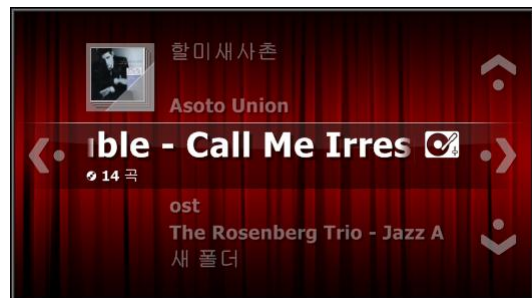 할미새사촌
Asoto Union
ible - Call Me Irres
14 곡
ost
The Rosenberg Trio - Jazz A
새 폴더